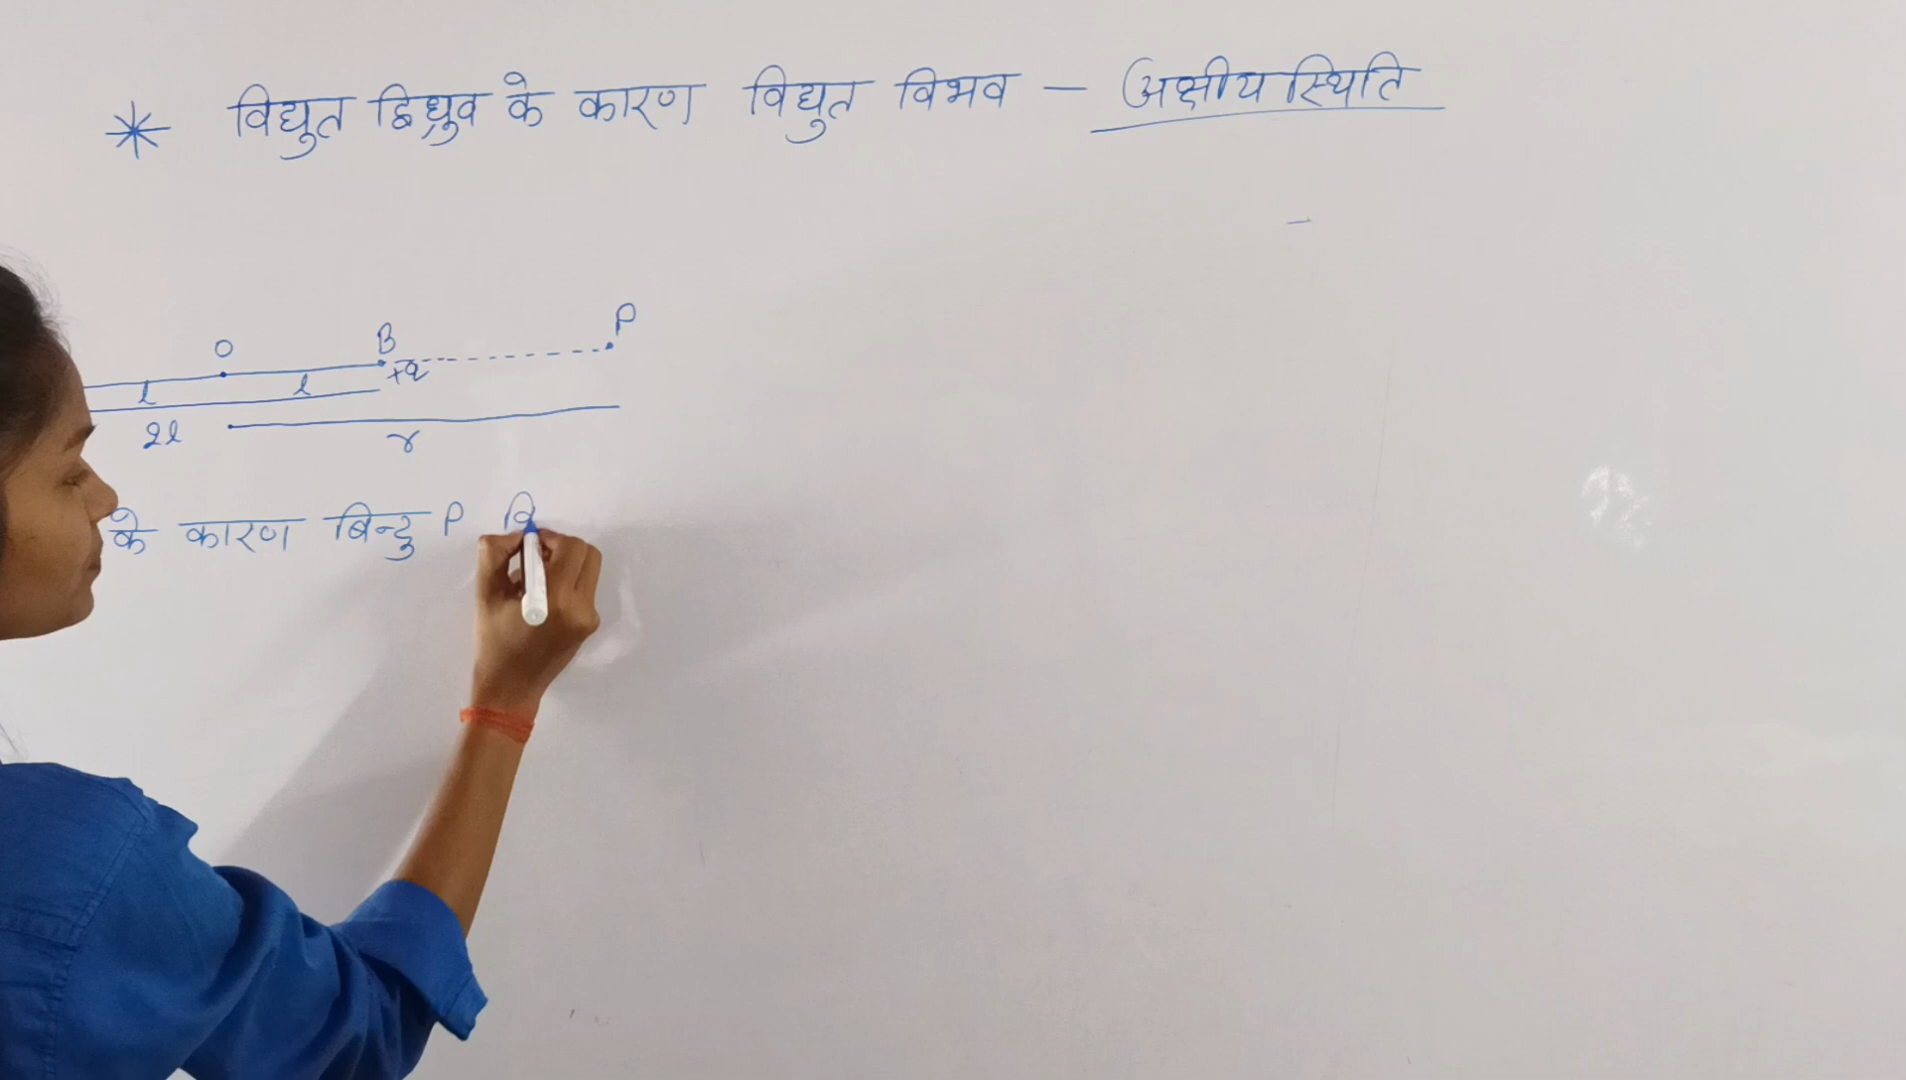 * विद्युत द्विध्रुव के कारण विद्युत विभव — अक्षीय स्थिति
O B P
l l +q
2l r
के कारण बिन्दु P वि